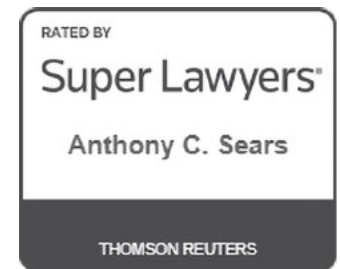 RATED BY
Super Lawyers®
Anthony C. Sears
THOMSON REUTERS